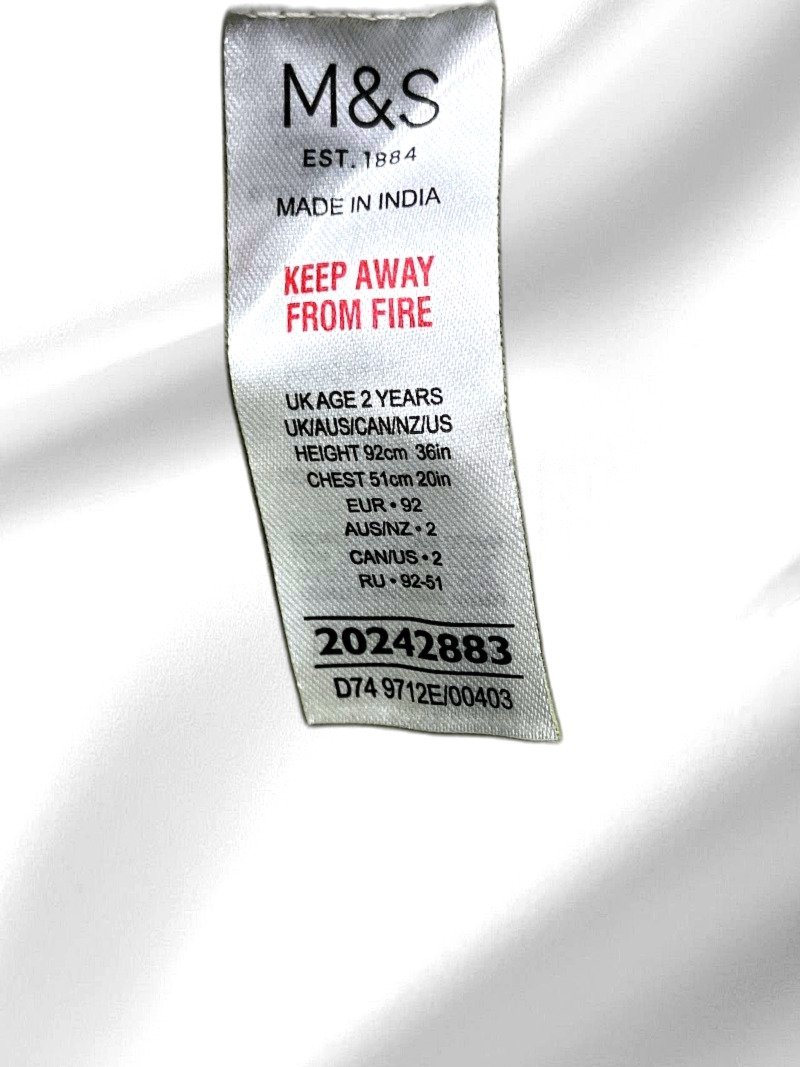 M&S
EST. 1884
MADE IN INDIA
KEEP AWAY
FROM FIRE
UK AGE 2 YEARS
UK/AUS/CAN/NZ/US
HEIGHT 92cm 36in
CHEST 51cm 20in
EUR • 92
AUS/NZ • 2
CAN/US • 2
RU • 92-51
20242883
D74 9712E/00403